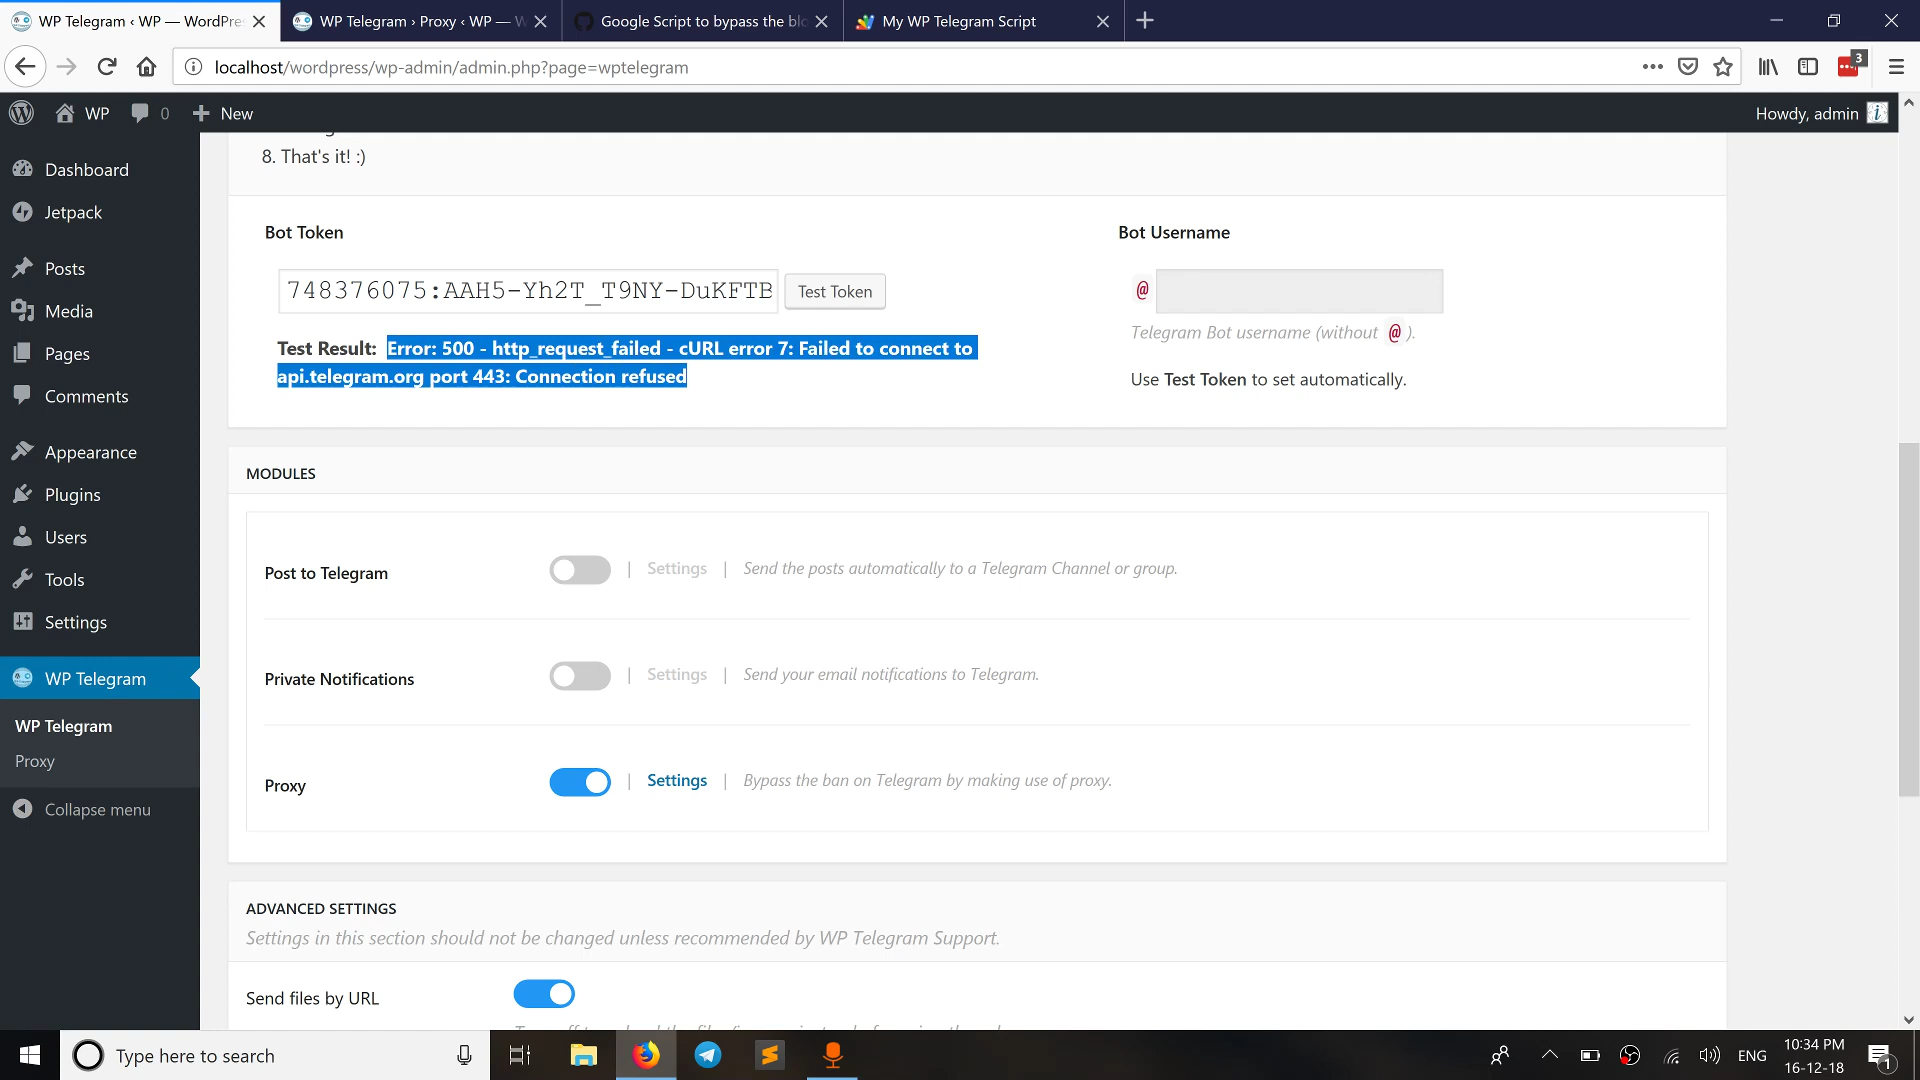 WP Telegram ‹ WP — WordPre
WP Telegram › Proxy ‹ WP — W
Google Script to bypass the blo
My WP Telegram Script
localhost/wordpress/wp-admin/admin.php?page=wptelegram
3
WP
0
New
Howdy, admin
Dashboard
Jetpack
Posts
Media
Pages
Comments
Appearance
Plugins
Users
Tools
Settings
WP Telegram
WP Telegram
Proxy
Collapse menu
8. That's it! :)
Bot Token
748376075:AAH5-Yh2T_T9NY-DuKFTB
Test Token
Test Result: Error: 500 - http_request_failed - cURL error 7: Failed to connect to
api.telegram.org port 443: Connection refused
Bot Username
@
Telegram Bot username (without @ ).
Use Test Token to set automatically.
MODULES
Post to Telegram | Settings | Send the posts automatically to a Telegram Channel or group.
Private Notifications | Settings | Send your email notifications to Telegram.
Proxy | Settings | Bypass the ban on Telegram by making use of proxy.
ADVANCED SETTINGS
Settings in this section should not be changed unless recommended by WP Telegram Support.
Send files by URL
Type here to search
ENG
10:34 PM
16-12-18
1